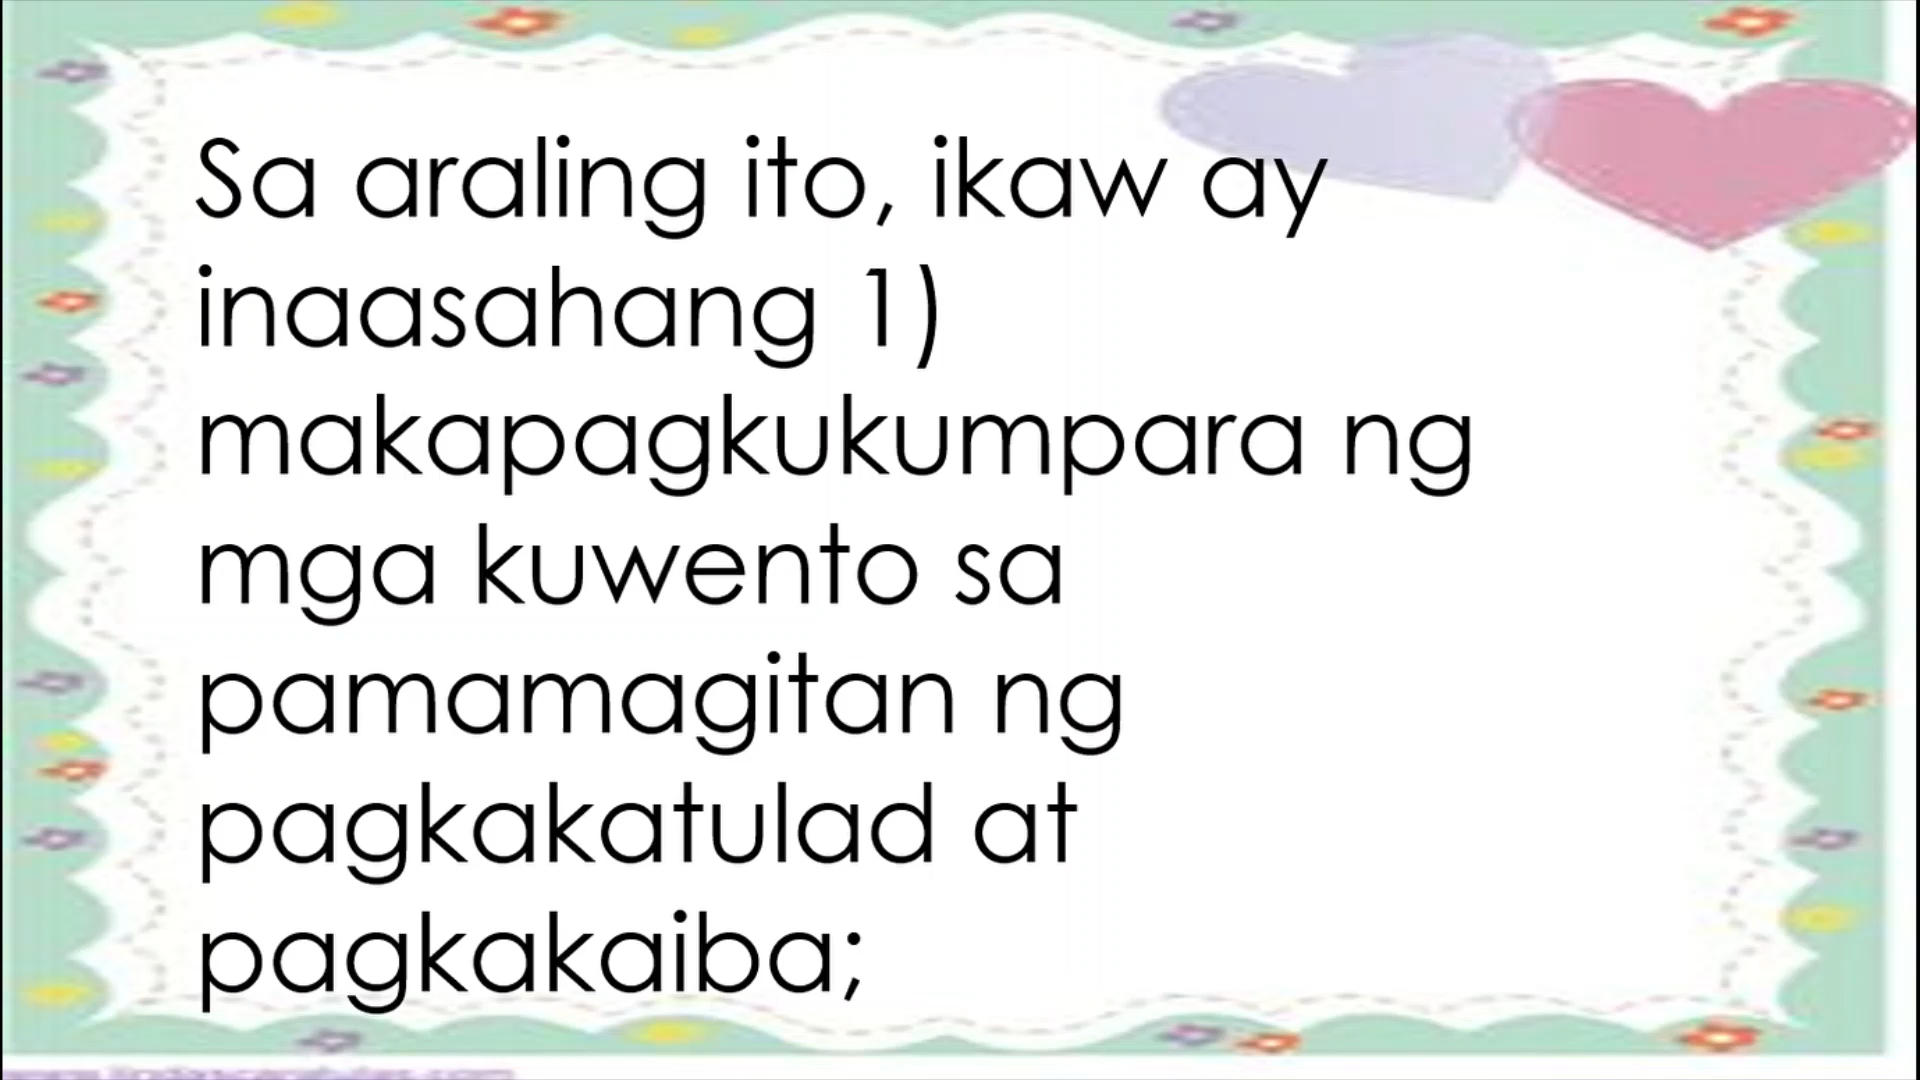 Sa araling ito, ikaw ay
inaasahang 1)
makapagkukumpara ng
mga kuwento sa
pamamagitan ng
pagkakatulad at
pagkakaiba;